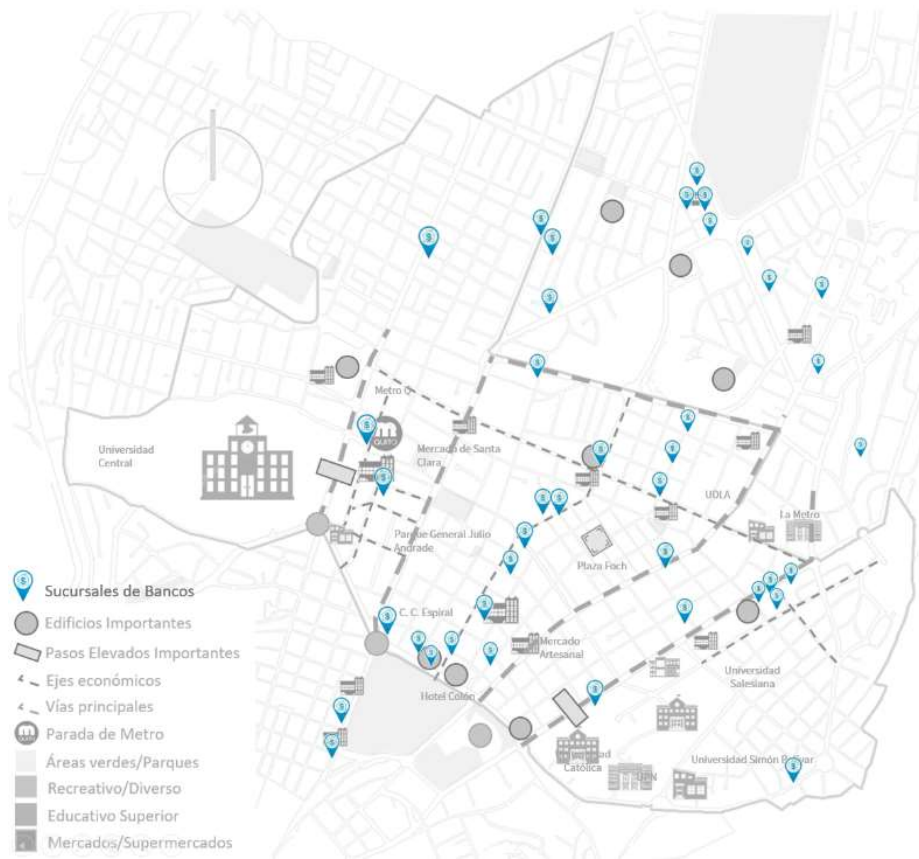 Metro Q
QUITO
Universidad
Central
Mercado de Santa
Clara
UDLA
La Metro
Parque General Julio
Andrade
Plaza Foch
C. C. Espiral
Mercado
Artesanal
Hotel Colón
Universidad
Salesiana
Católica
EPN
Universidad Simón Bolívar
Sucursales de Bancos
Edificios Importantes
Pasos Elevados Importantes
Ejes económicos
Vías principales
Parada de Metro
Áreas verdes/Parques
Recreativo/Diverso
Educativo Superior
Mercados/Supermercados